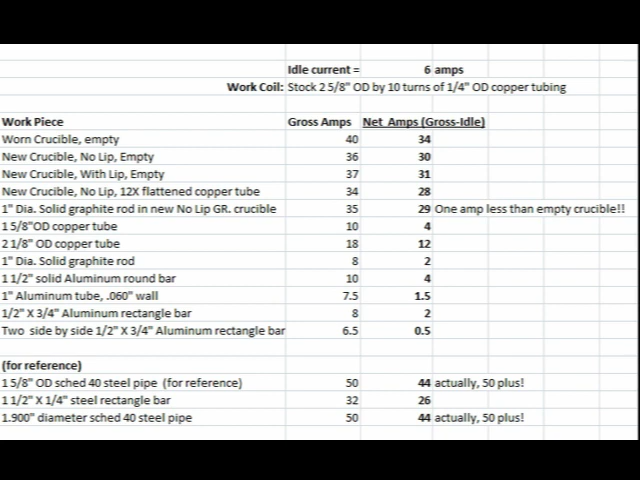 Idle current = 6 amps
Work Coil: Stock 2 5/8" OD by 10 turns of 1/4" OD copper tubing
Work Piece Gross Amps Net Amps (Gross-Idle)
Worn Crucible, empty 40 34
New Crucible, No Lip, Empty 36 30
New Crucible, With Lip, Empty 37 31
New Crucible, No Lip, 12X flattened copper tube 34 28
1" Dia. Solid graphite rod in new No Lip GR. crucible 35 29 One amp less than empty crucible!!
1 5/8"OD copper tube 10 4
2 1/8" OD copper tube 18 12
1" Dia. Solid graphite rod 8 2
1 1/2" solid Aluminum round bar 10 4
1" Aluminum tube, .060" wall 7.5 1.5
1/2" X 3/4" Aluminum rectangle bar 8 2
Two side by side 1/2" X 3/4" Aluminum rectangle bar 6.5 0.5
(for reference)
1 5/8" OD sched 40 steel pipe (for reference) 50 44 actually, 50 plus!
1 1/2" X 1/4" steel rectangle bar 32 26
1.900" diameter sched 40 steel pipe 50 44 actually, 50 plus!